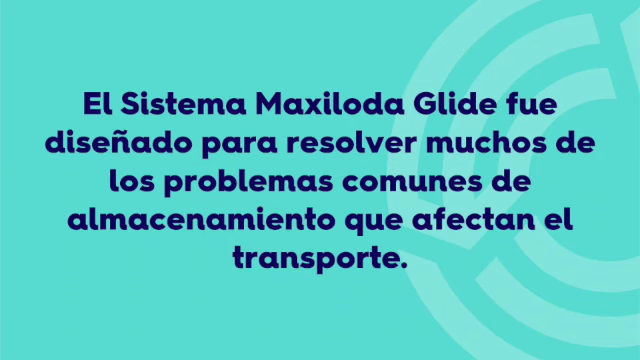 El Sistema Maxiloda Glide fue
diseñado para resolver muchos de
los problemas comunes de
almacenamiento que afectan el
transporte.